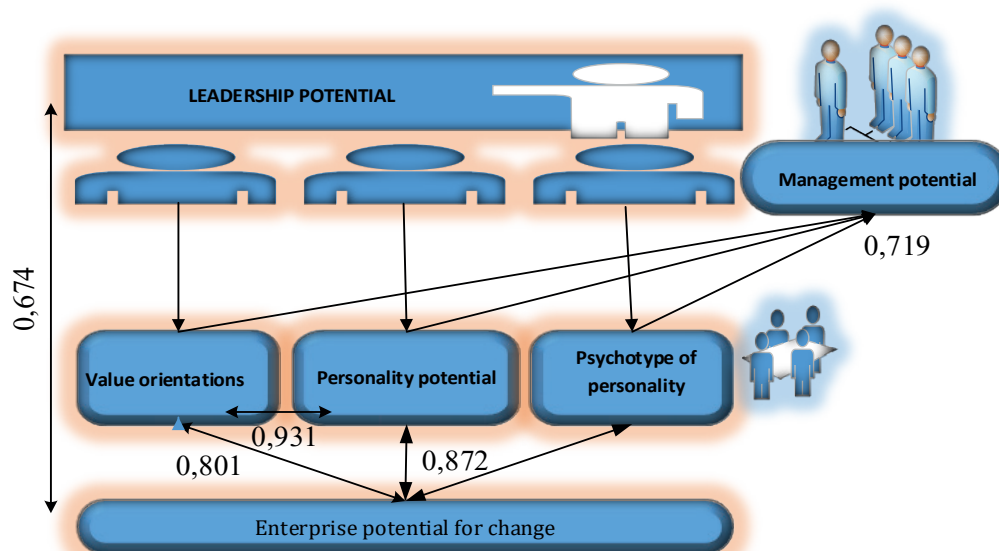 LEADERSHIP POTENTIAL
Management potential
0,719
0,674
Value orientations
Personality potential
Psychotype of
personality
0,931
0,801
0,872
Enterprise potential for change